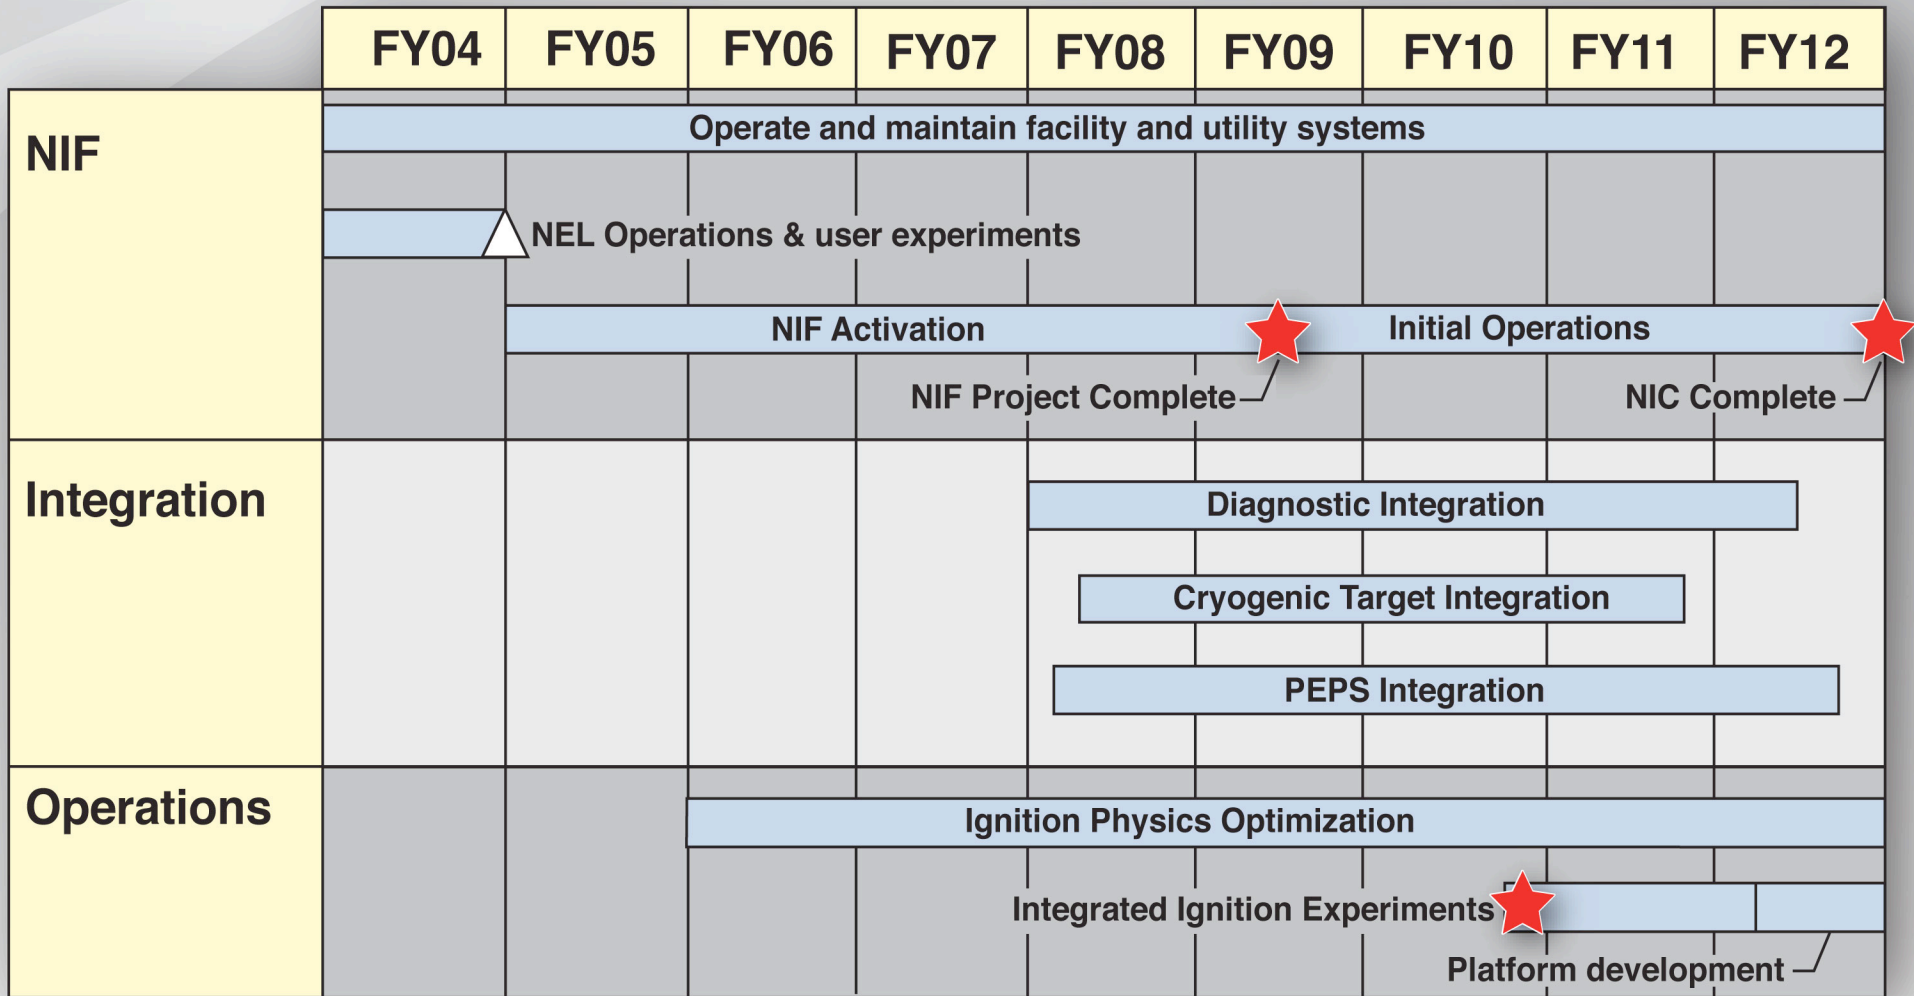 FY04 FY05 FY06 FY07 FY08 FY09 FY10 FY11 FY12
NIF
Operate and maintain facility and utility systems
NEL Operations & user experiments
NIF Activation
Initial Operations
NIF Project Complete
NIC Complete
Integration
Diagnostic Integration
Cryogenic Target Integration
PEPS Integration
Operations
Ignition Physics Optimization
Integrated Ignition Experiments
Platform development